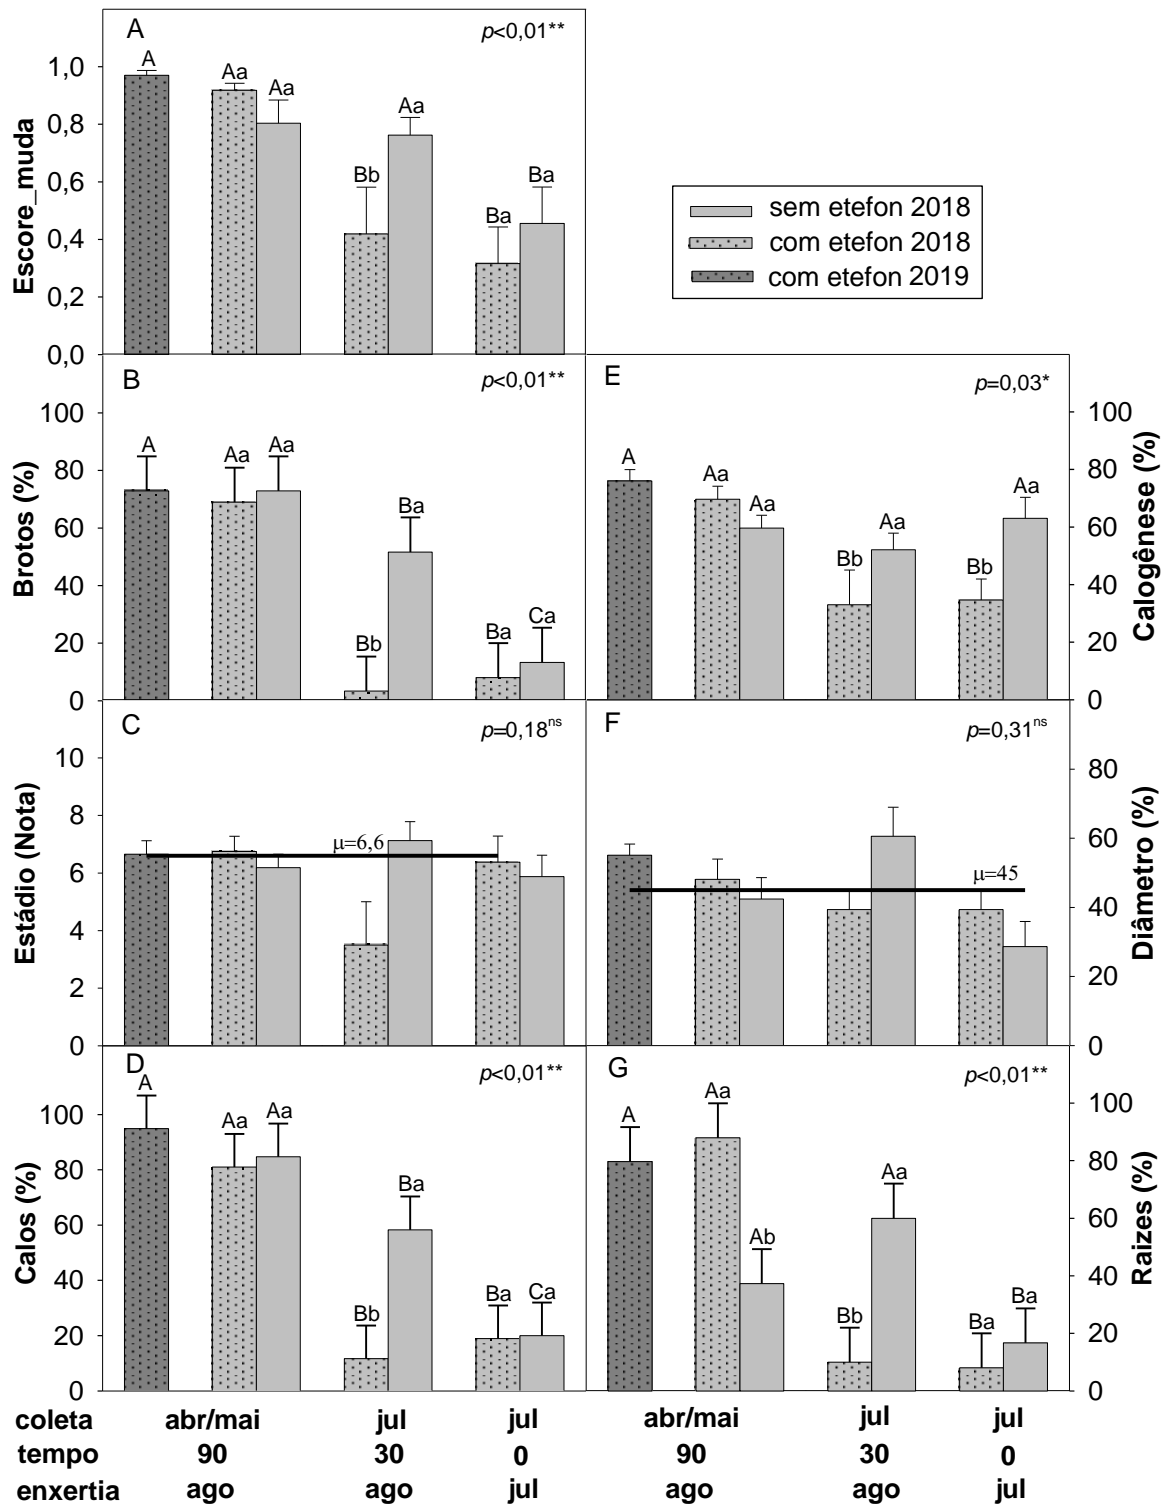 A
p<0,01**
Escore_muda
1,0
0,8
0,6
0,4
0,2
0,0
A
Aa
Aa
Bb
Aa
Ba
Ba
sem etefon 2018
com etefon 2018
com etefon 2019
B
p<0,01**
Brotos (%)
100
80
60
40
20
0
A
Aa
Aa
Bb
Ba
Ba
Ca
E
p=0,03*
Calogênese (%)
100
80
60
40
20
0
A
Aa
Aa
Bb
Aa
Bb
Aa
C
p=0,18ns
Estádio (Nota)
10
8
6
4
2
0
μ=6,6
F
p=0,31ns
Diâmetro (%)
80
60
40
20
0
μ=45
D
p<0,01**
Calos (%)
100
80
60
40
20
0
A
Aa
Aa
Bb
Ba
Ba
Ca
G
p<0,01**
Raizes (%)
100
80
60
40
20
0
A
Aa
Ab
Bb
Aa
Ba
Ba
coleta abr/mai jul jul abr/mai jul jul
tempo 90 30 0 90 30 0
enxertia ago ago jul ago ago jul